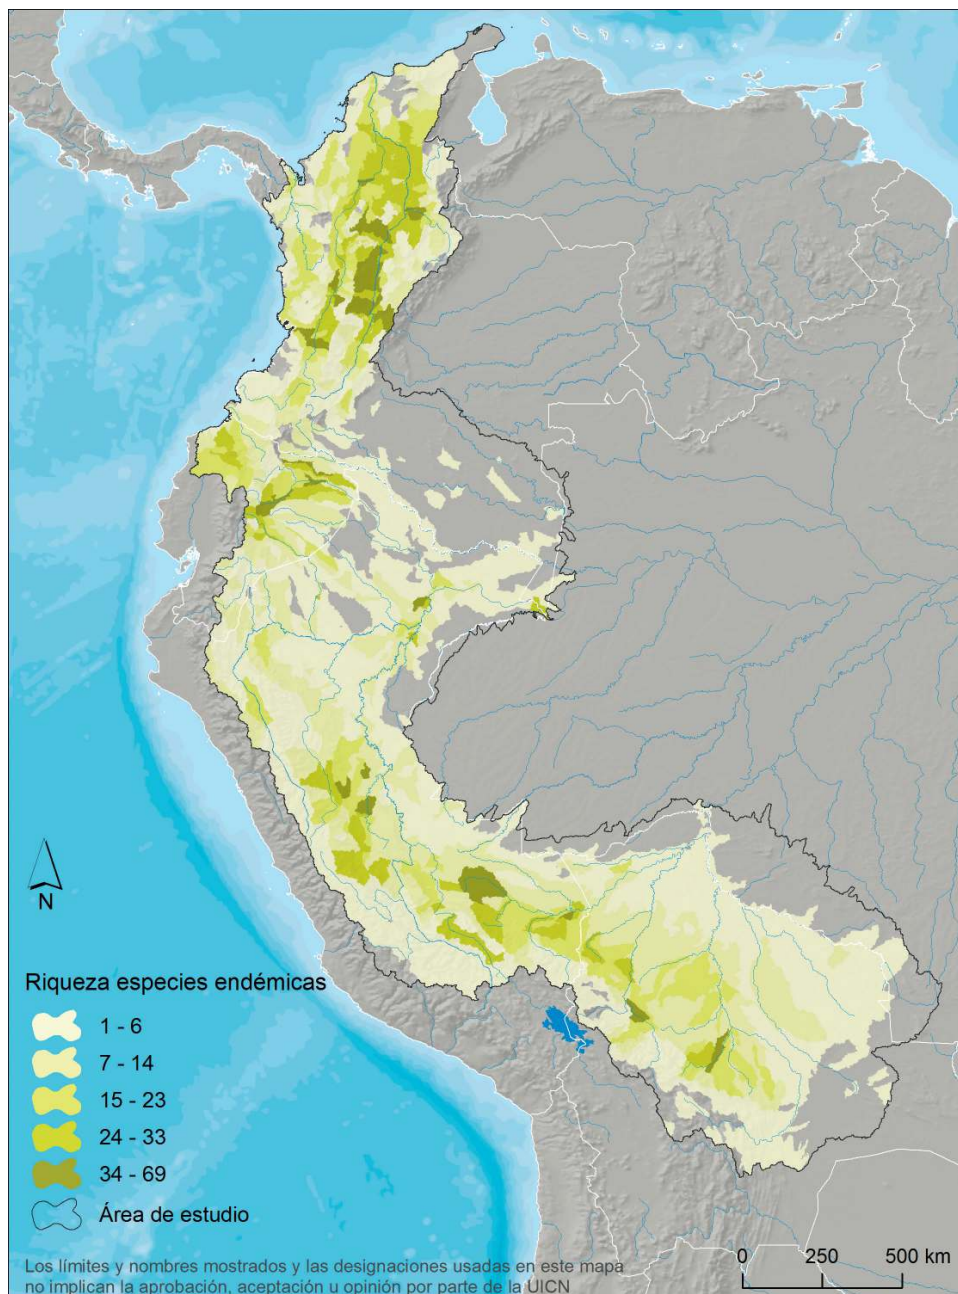 N
Riqueza especies endémicas
1 - 6
7 - 14
15 - 23
24 - 33
34 - 69
Área de estudio
0 250 500 km
Los límites y nombres mostrados y las designaciones usadas en este mapa
no implican la aprobación, aceptación u opinión por parte de la UICN